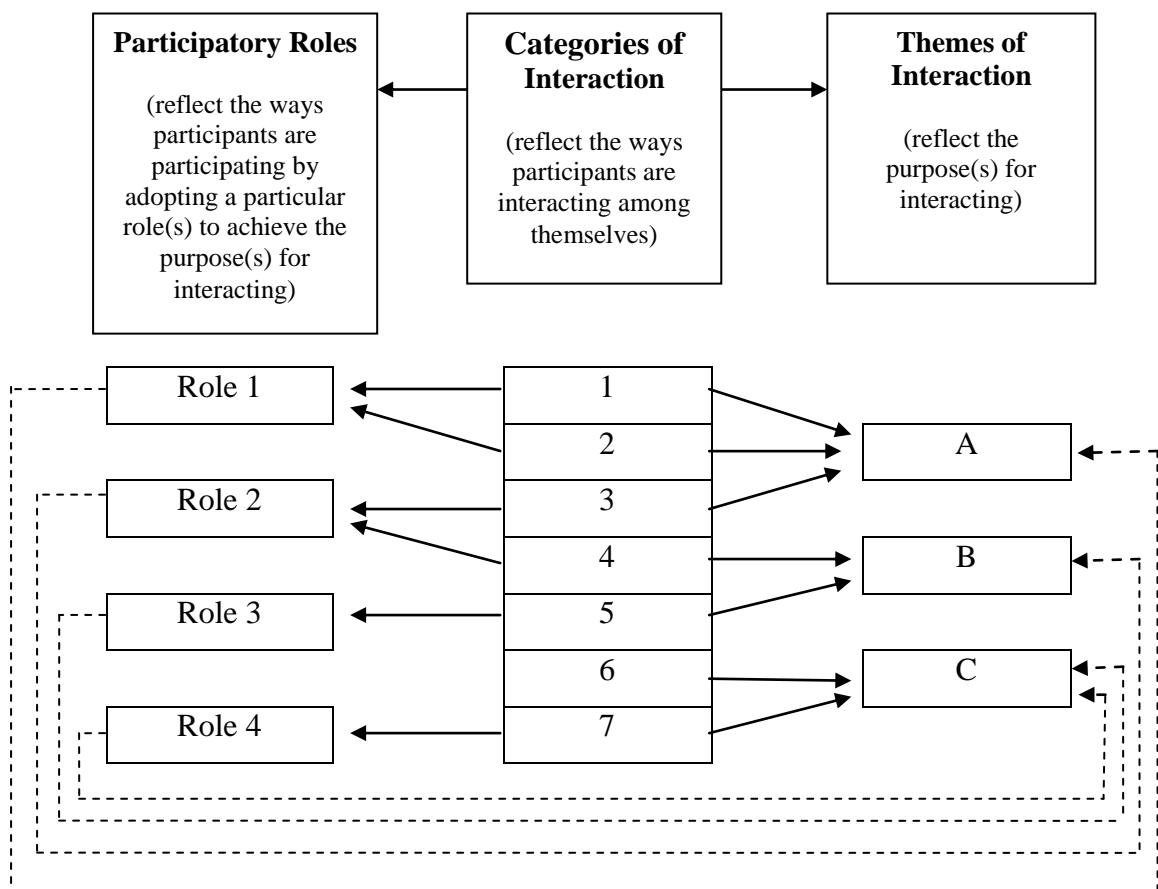 Participatory Roles
(reflect the ways
participants are
participating by
adopting a particular
role(s) to achieve the
purpose(s) for
interacting)
Categories of
Interaction
(reflect the ways
participants are
interacting among
themselves)
Themes of
Interaction
(reflect the
purpose(s) for
interacting)
Role 1
Role 2
Role 3
Role 4
1
2
3
4
5
6
7
A
B
C